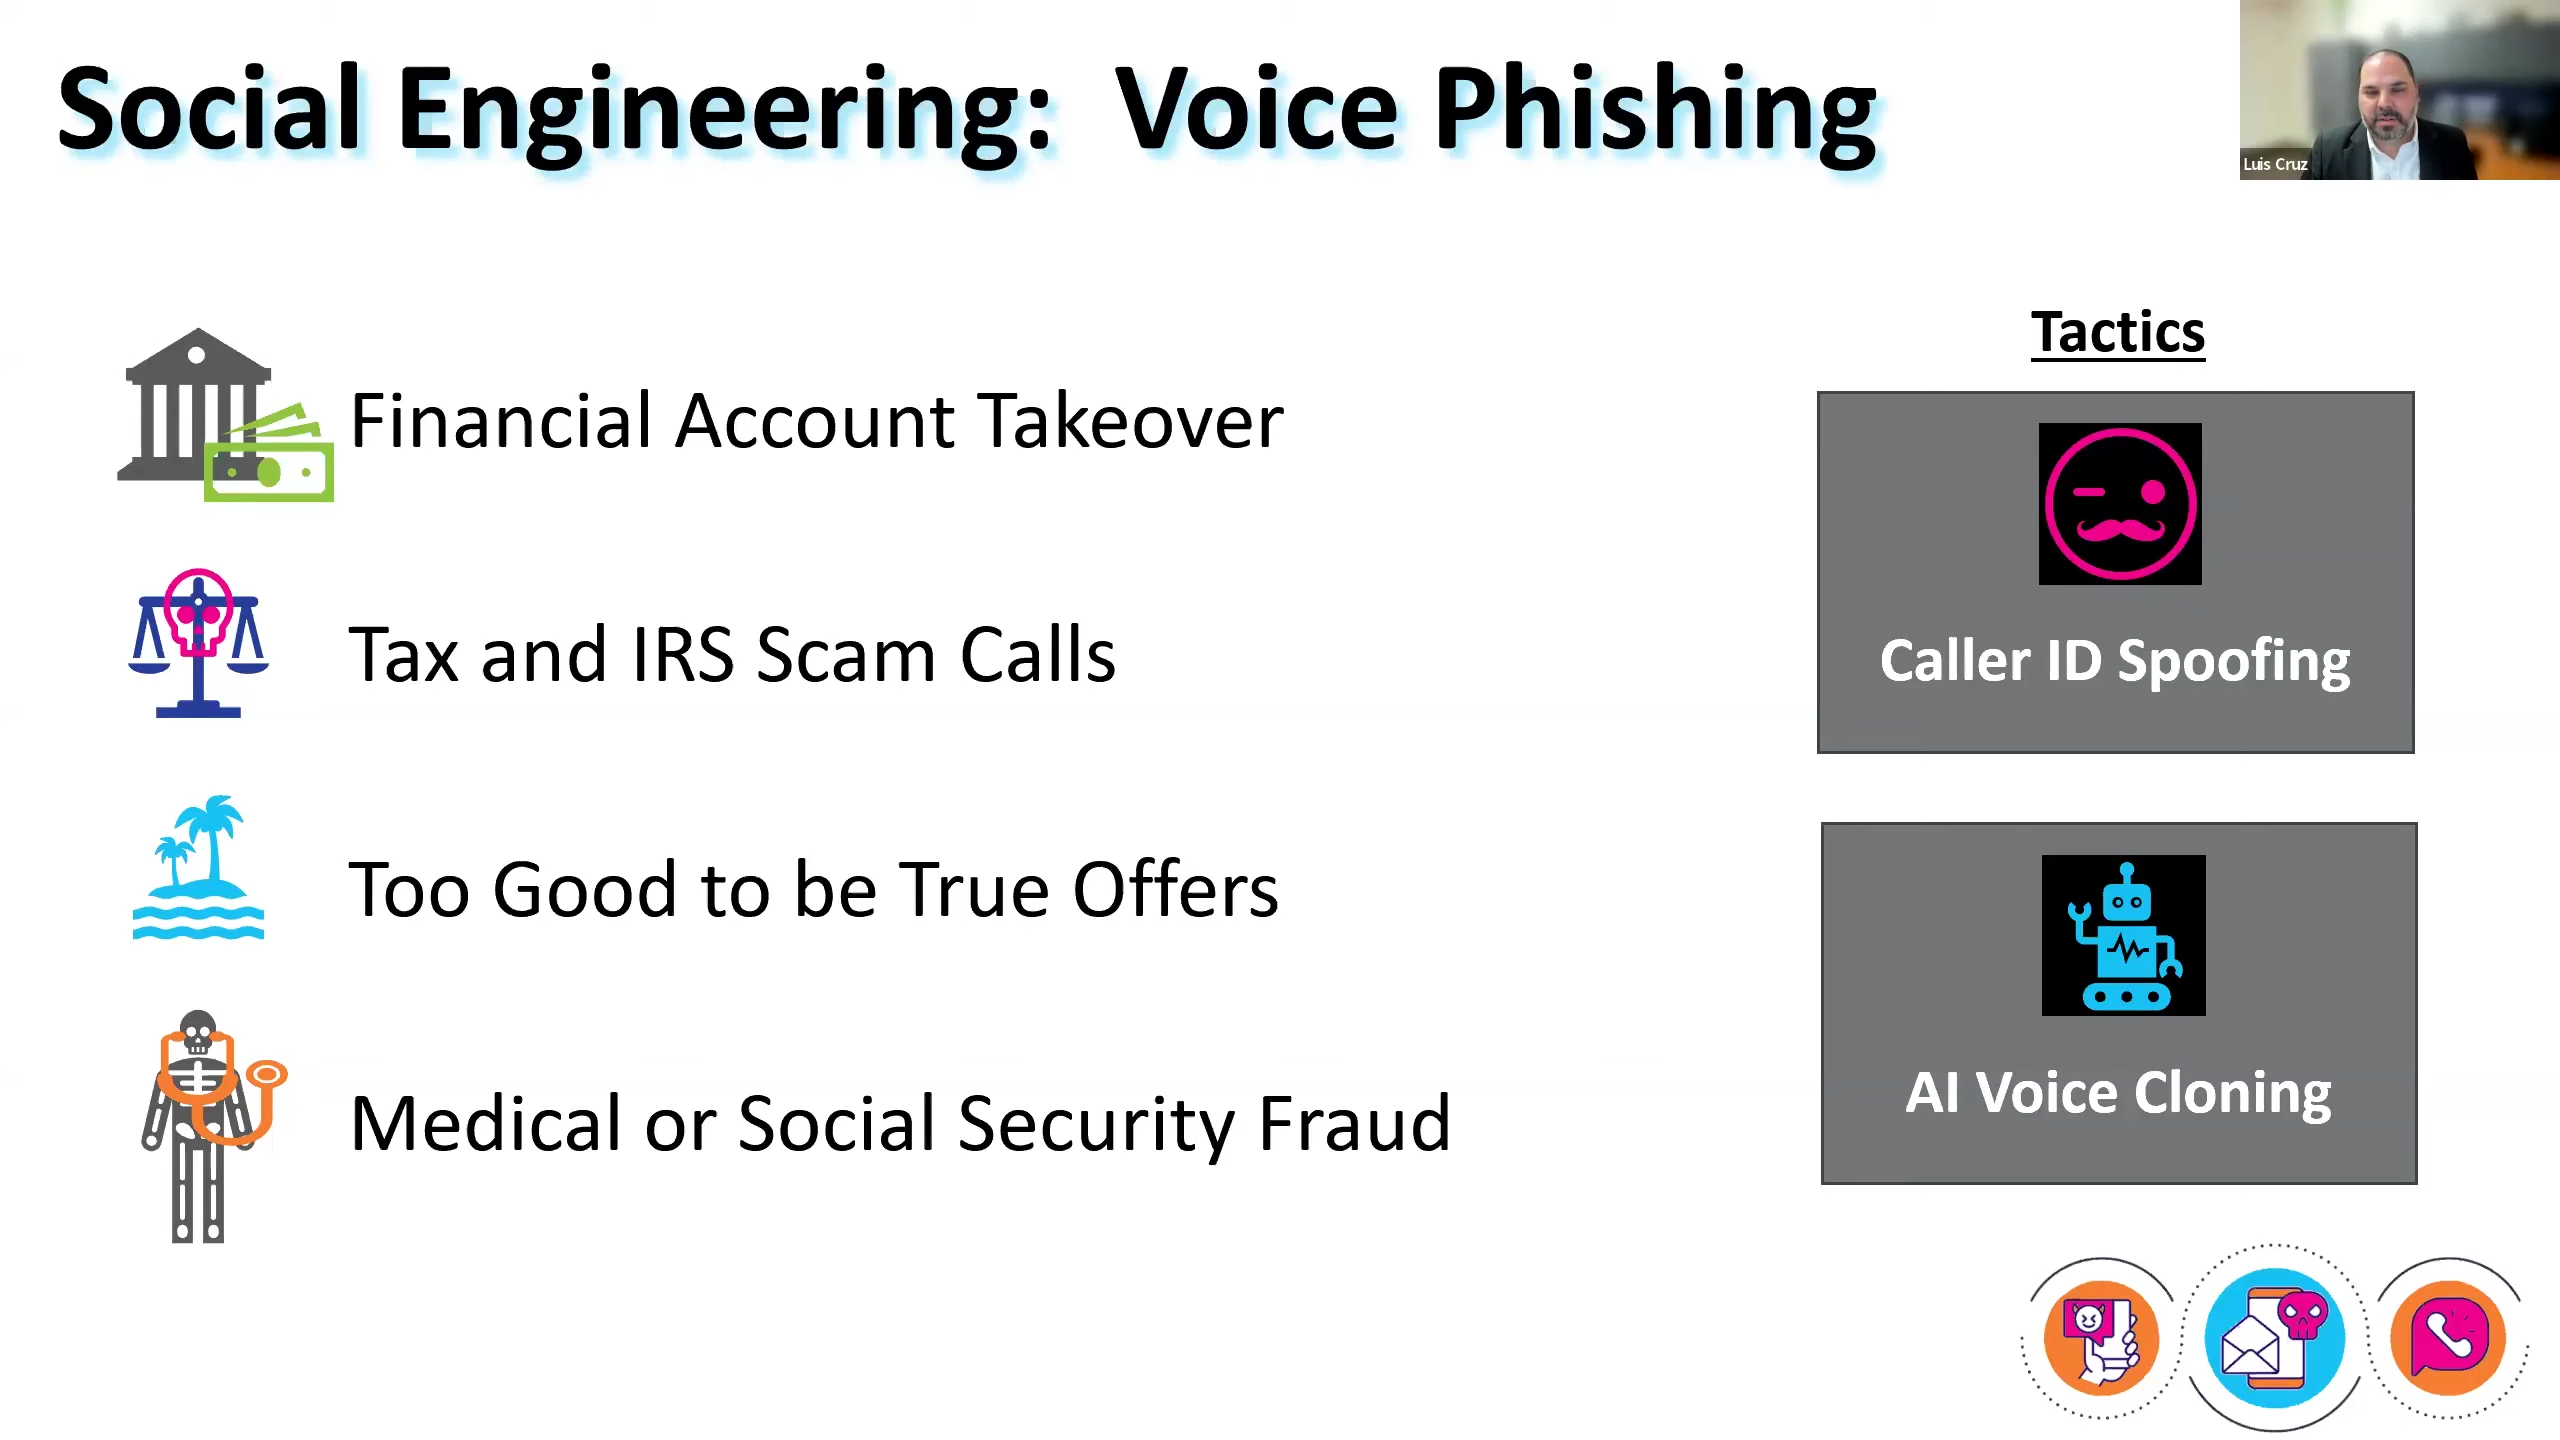 Social Engineering:  Voice Phishing
Luis Cruz
Financial Account Takeover
Tax and IRS Scam Calls
Too Good to be True Offers
Medical or Social Security Fraud
Tactics
Caller ID Spoofing
AI Voice Cloning